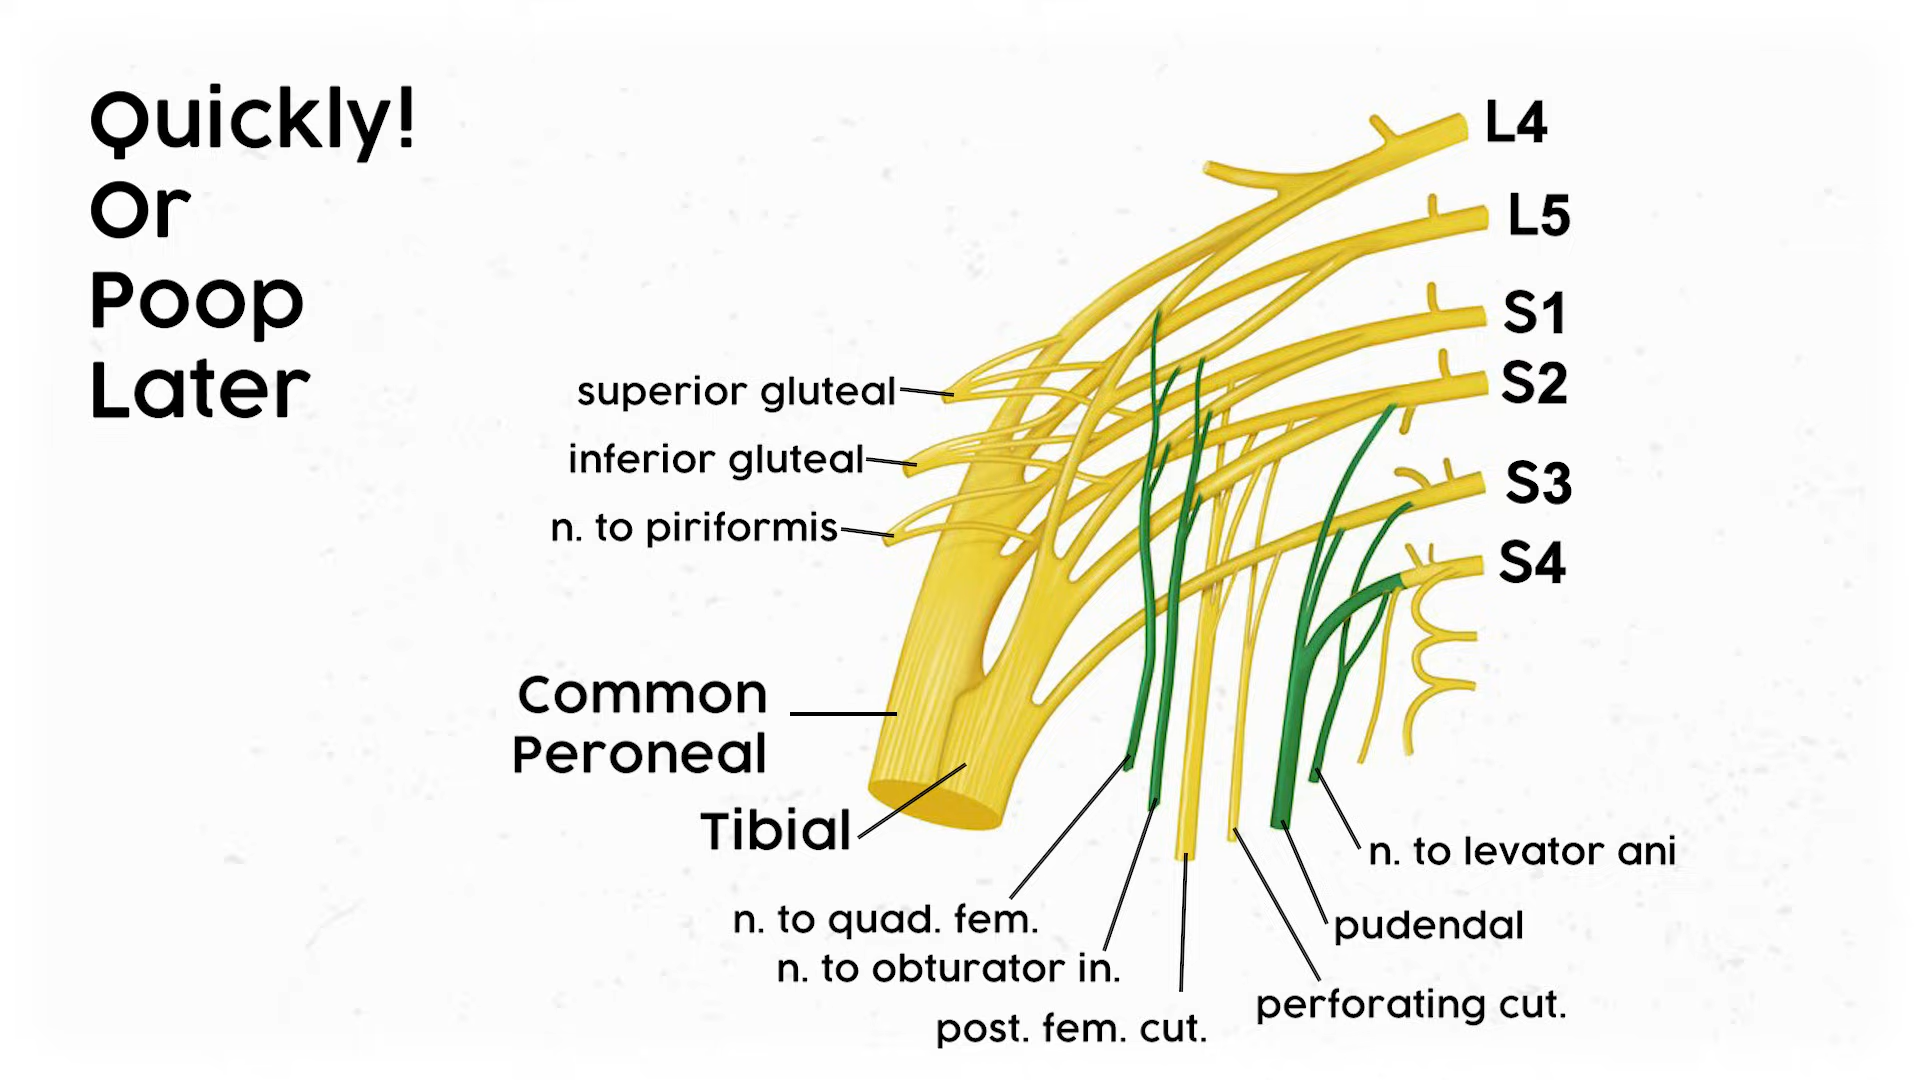 Quickly!
Or
Poop
Later
L4
L5
S1
S2
S3
S4
superior gluteal
inferior gluteal
n. to piriformis
Common
Peroneal
Tibial
n. to quad. fem.
n. to obturator in.
post. fem. cut.
perforating cut.
pudendal
n. to levator ani